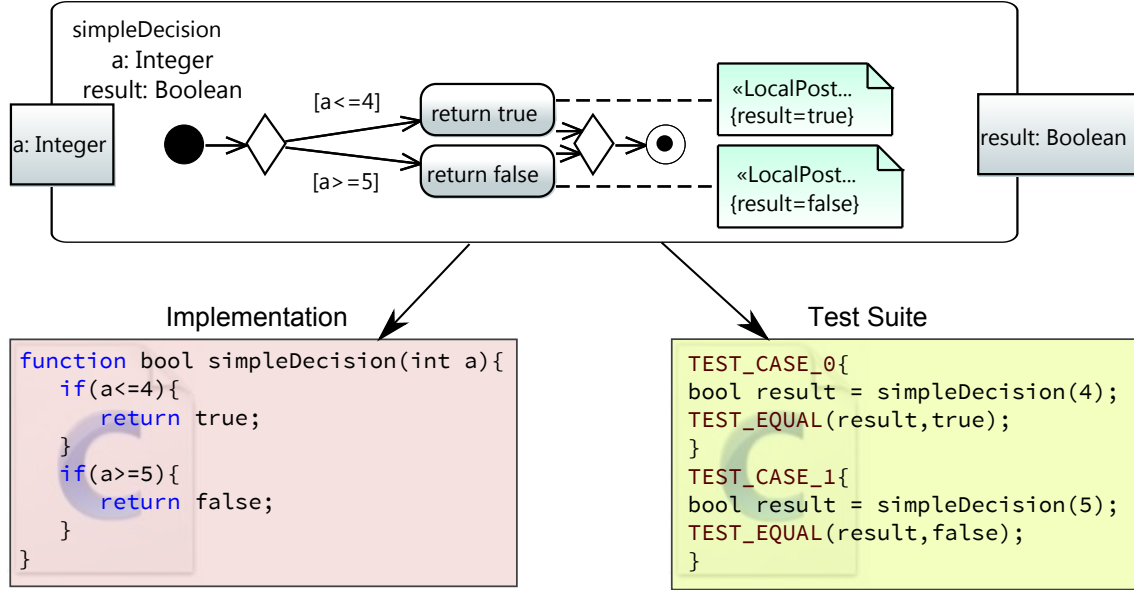 simpleDecision
a: Integer
result: Boolean
a: Integer
[a<=4]
[a>=5]
return true
return false
«LocalPost...
{result=true}
«LocalPost...
{result=false}
result: Boolean
Implementation
function bool simpleDecision(int a){
if(a<=4){
return true;
}
if(a>=5){
return false;
}
}
Test Suite
TEST_CASE_0{
bool result = simpleDecision(4);
TEST_EQUAL(result,true);
}
TEST_CASE_1{
bool result = simpleDecision(5);
TEST_EQUAL(result,false);
}